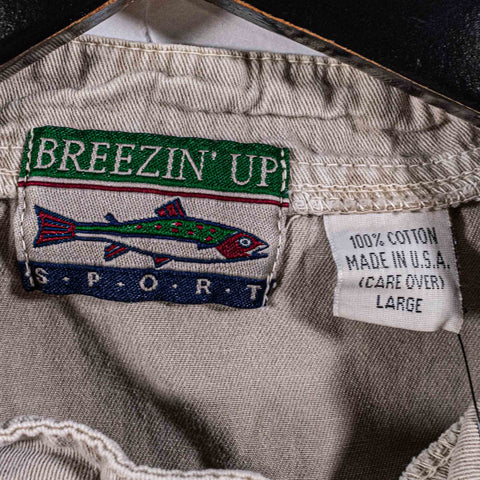 BREEZIN' UP
S·P·O·R·T
100% COTTON
MADE IN U.S.A.
(CARE OVER)
LARGE